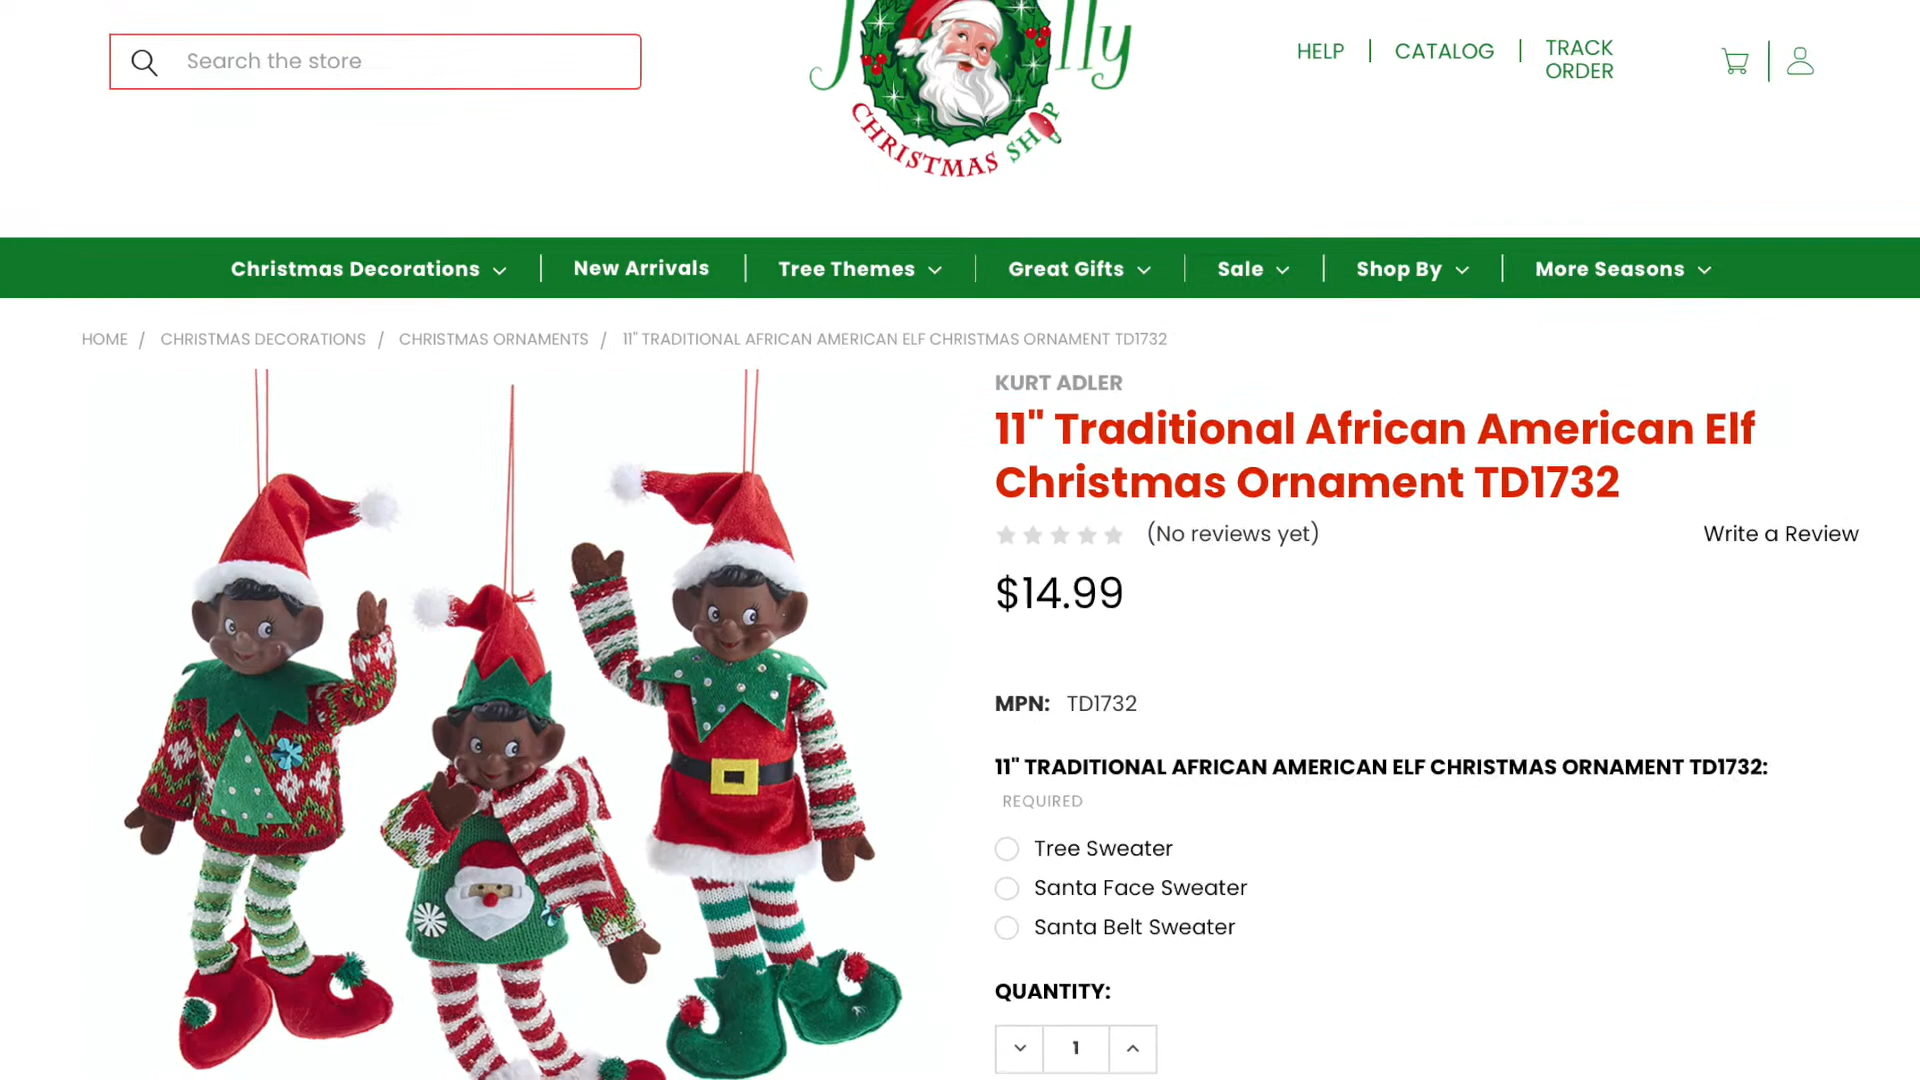 Search the store
Jolly
CHRISTMAS SHOP
HELP
CATALOG
TRACK
ORDER
Christmas Decorations
New Arrivals
Tree Themes
Great Gifts
Sale
Shop By
More Seasons
HOME / CHRISTMAS DECORATIONS / CHRISTMAS ORNAMENTS / 11" TRADITIONAL AFRICAN AMERICAN ELF CHRISTMAS ORNAMENT TD1732
KURT ADLER
11" Traditional African American Elf
Christmas Ornament TD1732
(No reviews yet)
Write a Review
$14.99
MPN: TD1732
11" TRADITIONAL AFRICAN AMERICAN ELF CHRISTMAS ORNAMENT TD1732:
REQUIRED
Tree Sweater
Santa Face Sweater
Santa Belt Sweater
QUANTITY:
1